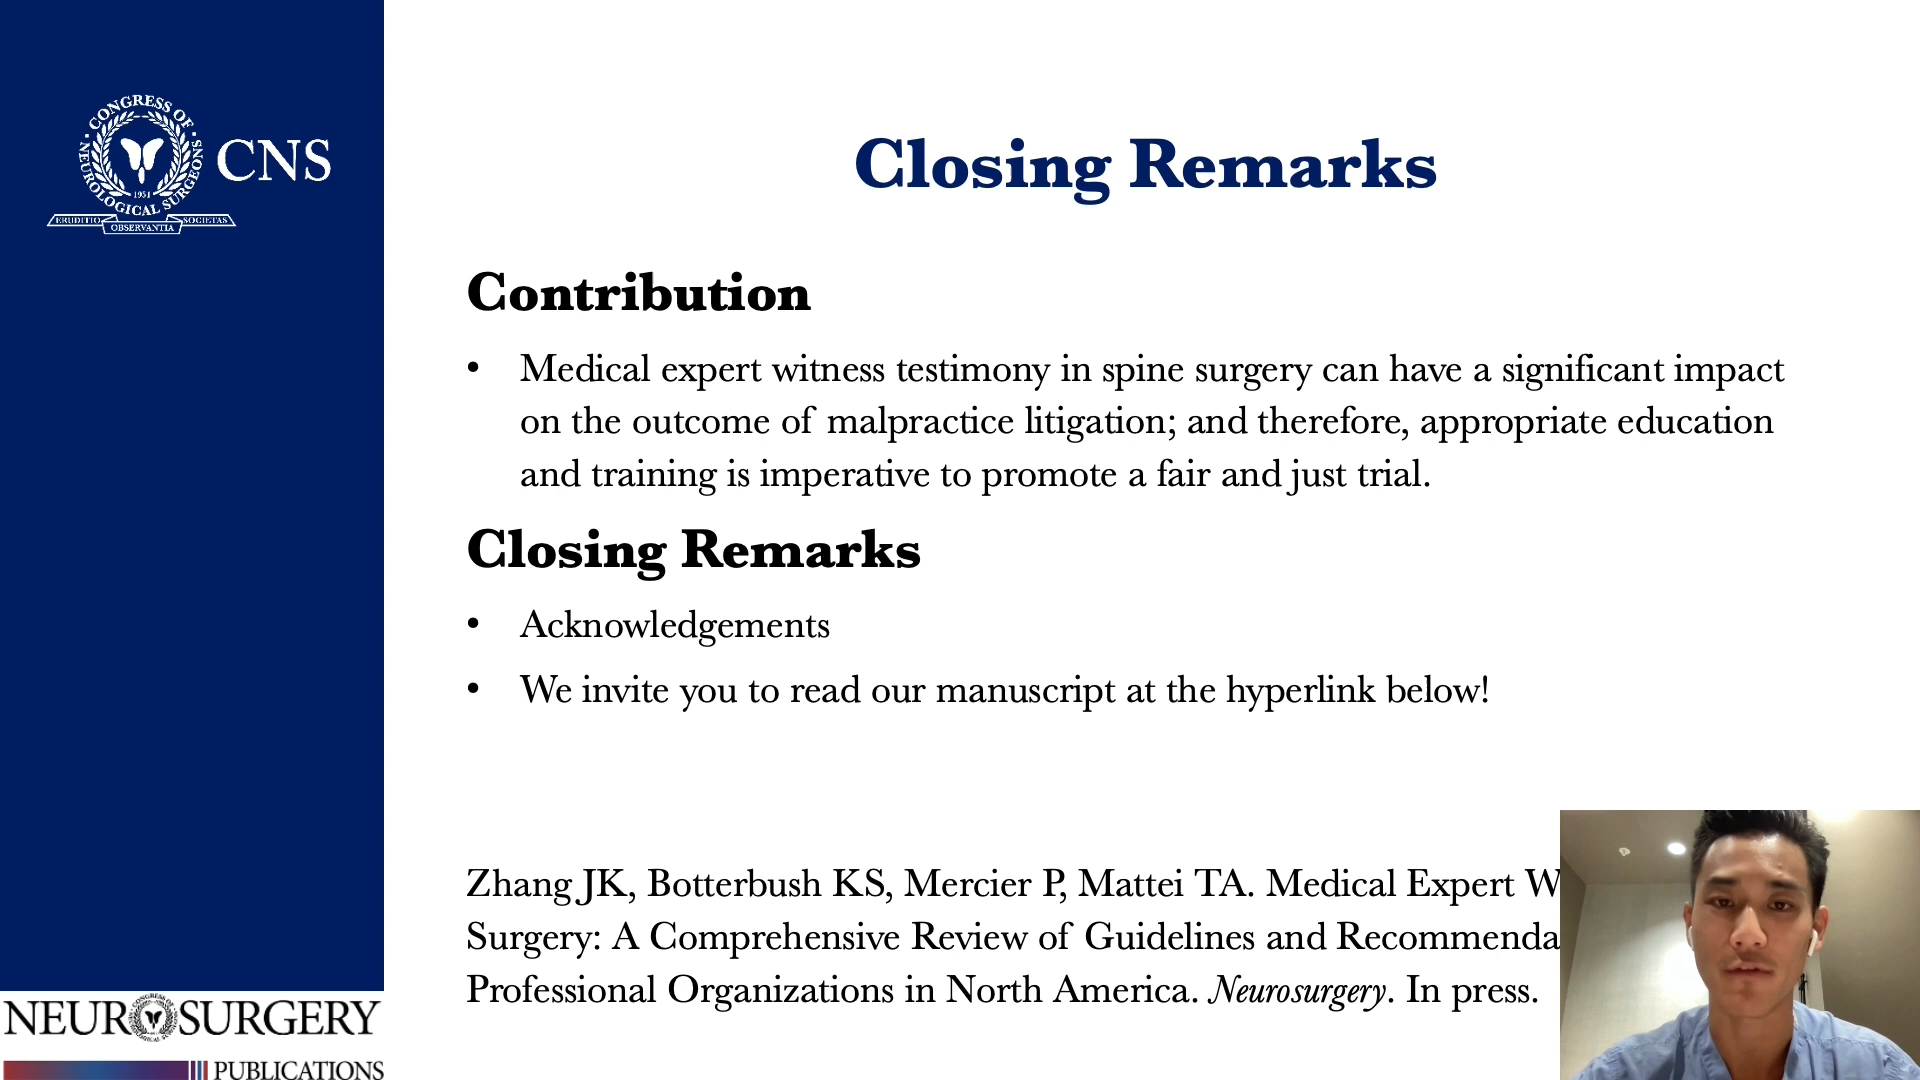 CONGRESS OF NEUROLOGICAL SURGEONS
1951
ERUDITIO OBSERVANTIA SOCIETAS
CNS
Closing Remarks
Contribution
• Medical expert witness testimony in spine surgery can have a significant impact
on the outcome of malpractice litigation; and therefore, appropriate education
and training is imperative to promote a fair and just trial.
Closing Remarks
• Acknowledgements
• We invite you to read our manuscript at the hyperlink below!
Zhang JK, Botterbush KS, Mercier P, Mattei TA. Medical Expert W
Surgery: A Comprehensive Review of Guidelines and Recommenda
Professional Organizations in North America. Neurosurgery. In press.
NEUROSURGERY
PUBLICATIONS